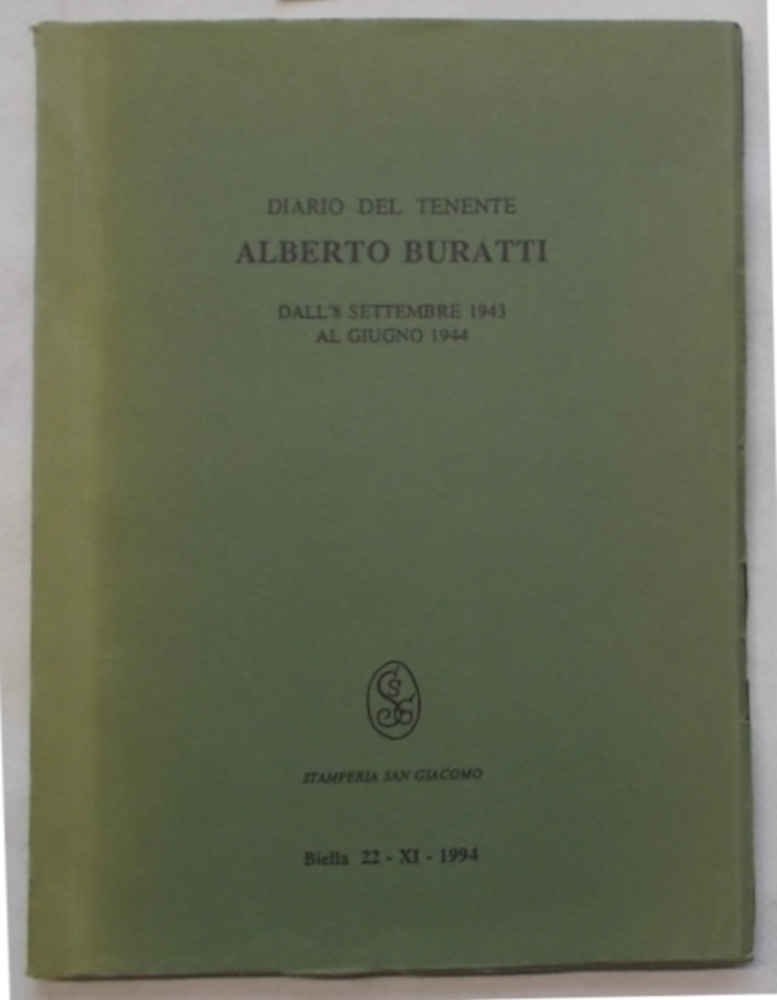 DIARIO DEL TENENTE
ALBERTO BURATTI
DALL'8 SETTEMBRE 1943
AL GIUGNO 1944
SSG
STAMPERIA SAN GIACOMO
Biella 22 - XI - 1994